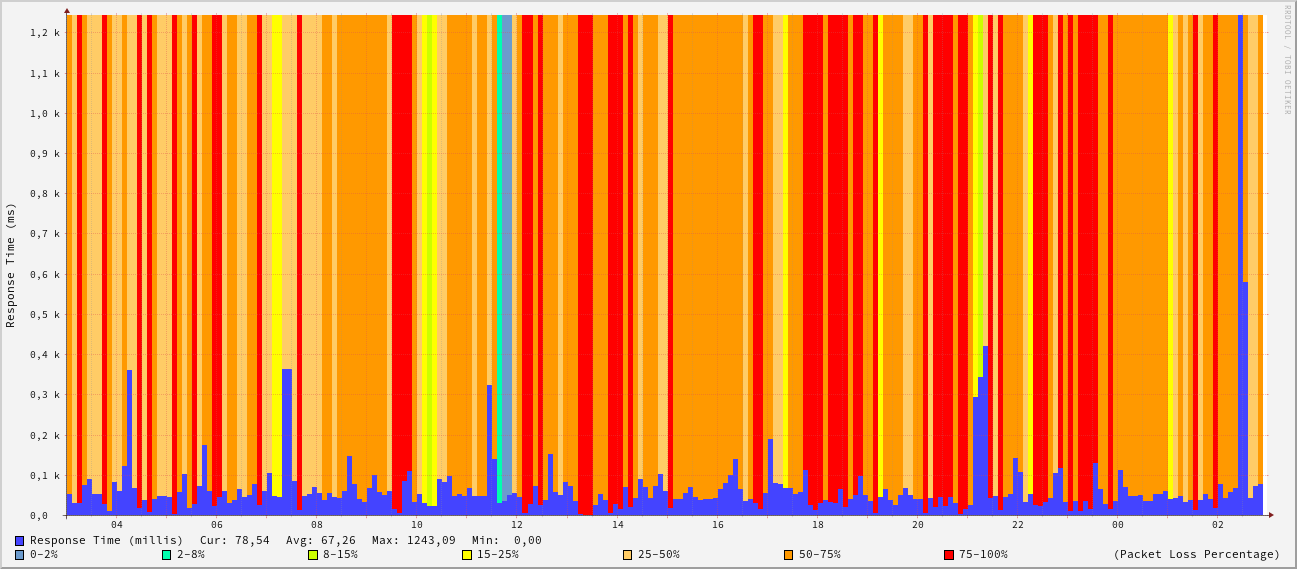 RRDTOOL / TOBI OETIKER
Response Time (ms)
1,2 k
1,1 k
1,0 k
0,9 k
0,8 k
0,7 k
0,6 k
0,5 k
0,4 k
0,3 k
0,2 k
0,1 k
0,0
04 06 08 10 12 14 16 18 20 22 00 02
Response Time (millis) Cur: 78,54 Avg: 67,26 Max: 1243,09 Min: 0,00
0-2% 2-8% 8-15% 15-25% 25-50% 50-75% 75-100% (Packet Loss Percentage)